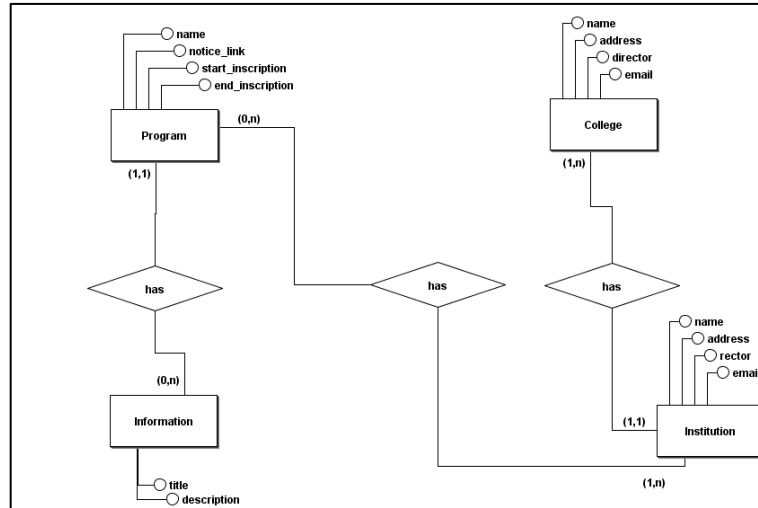 name
notice_link
start_inscription
end_inscription
Program
(0,n)
(1,1)
has
(0,n)
Information
title
description
has
name
address
director
email
College
(1,n)
has
name
address
rector
email
(1,1)
Institution
(1,n)